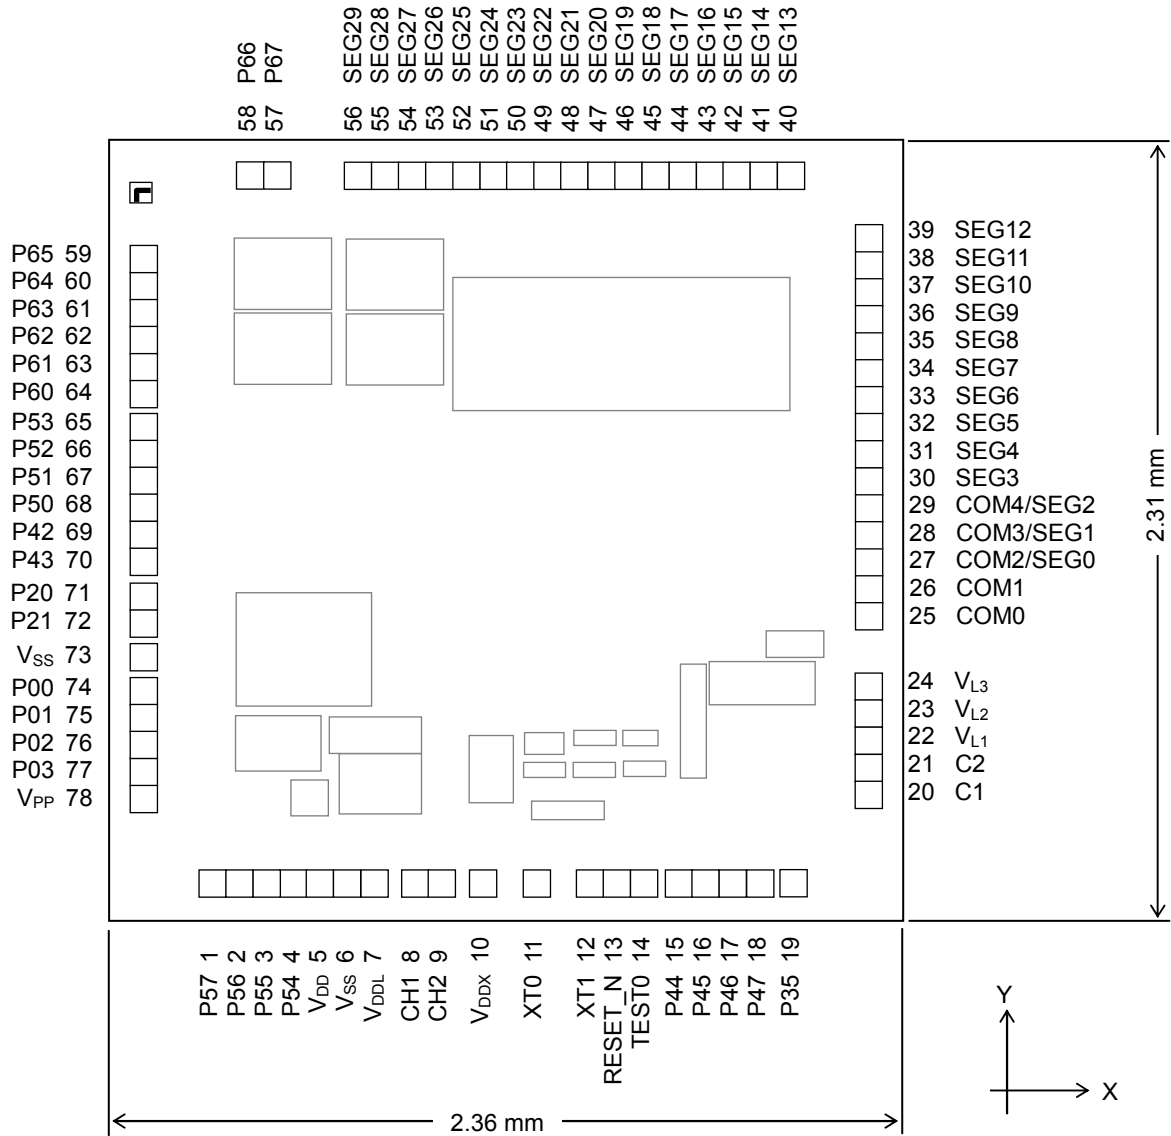 58 P66
57 P67
56 SEG29
55 SEG28
54 SEG27
53 SEG26
52 SEG25
51 SEG24
50 SEG23
49 SEG22
48 SEG21
47 SEG20
46 SEG19
45 SEG18
44 SEG17
43 SEG16
42 SEG15
41 SEG14
40 SEG13
P65 59
P64 60
P63 61
P62 62
P61 63
P60 64
P53 65
P52 66
P51 67
P50 68
P42 69
P43 70
P20 71
P21 72
VSS 73
P00 74
P01 75
P02 76
P03 77
VPP 78
39 SEG12
38 SEG11
37 SEG10
36 SEG9
35 SEG8
34 SEG7
33 SEG6
32 SEG5
31 SEG4
30 SEG3
29 COM4/SEG2
28 COM3/SEG1
27 COM2/SEG0
26 COM1
25 COM0
24 VL3
23 VL2
22 VL1
21 C2
20 C1
2.31 mm
P57 1
P56 2
P55 3
P54 4
VDD 5
VSS 6
VDDL 7
CH1 8
CH2 9
VDDX 10
XT0 11
XT1 12
RESET_N 13
TEST0 14
P44 15
P45 16
P46 17
P47 18
P35 19
Y
X
2.36 mm